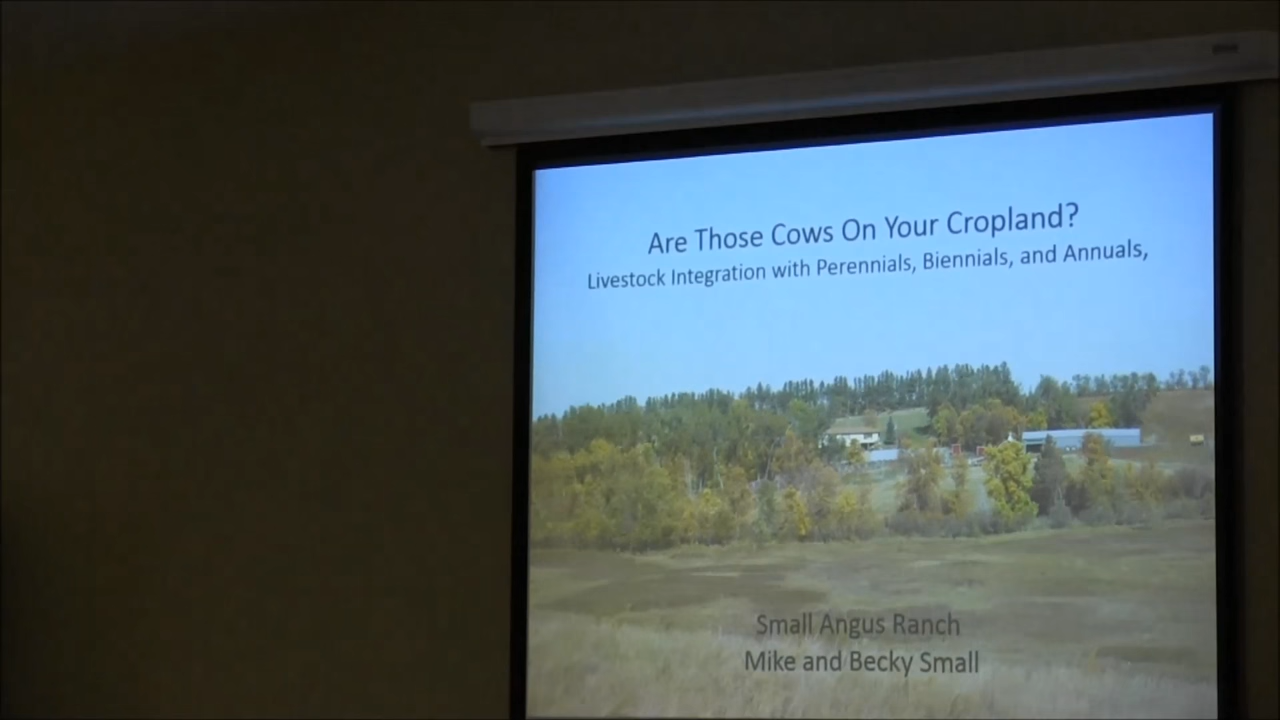 Are Those Cows On Your Cropland?
Livestock Integration with Perennials, Biennials, and Annuals,
Small Angus Ranch
Mike and Becky Small